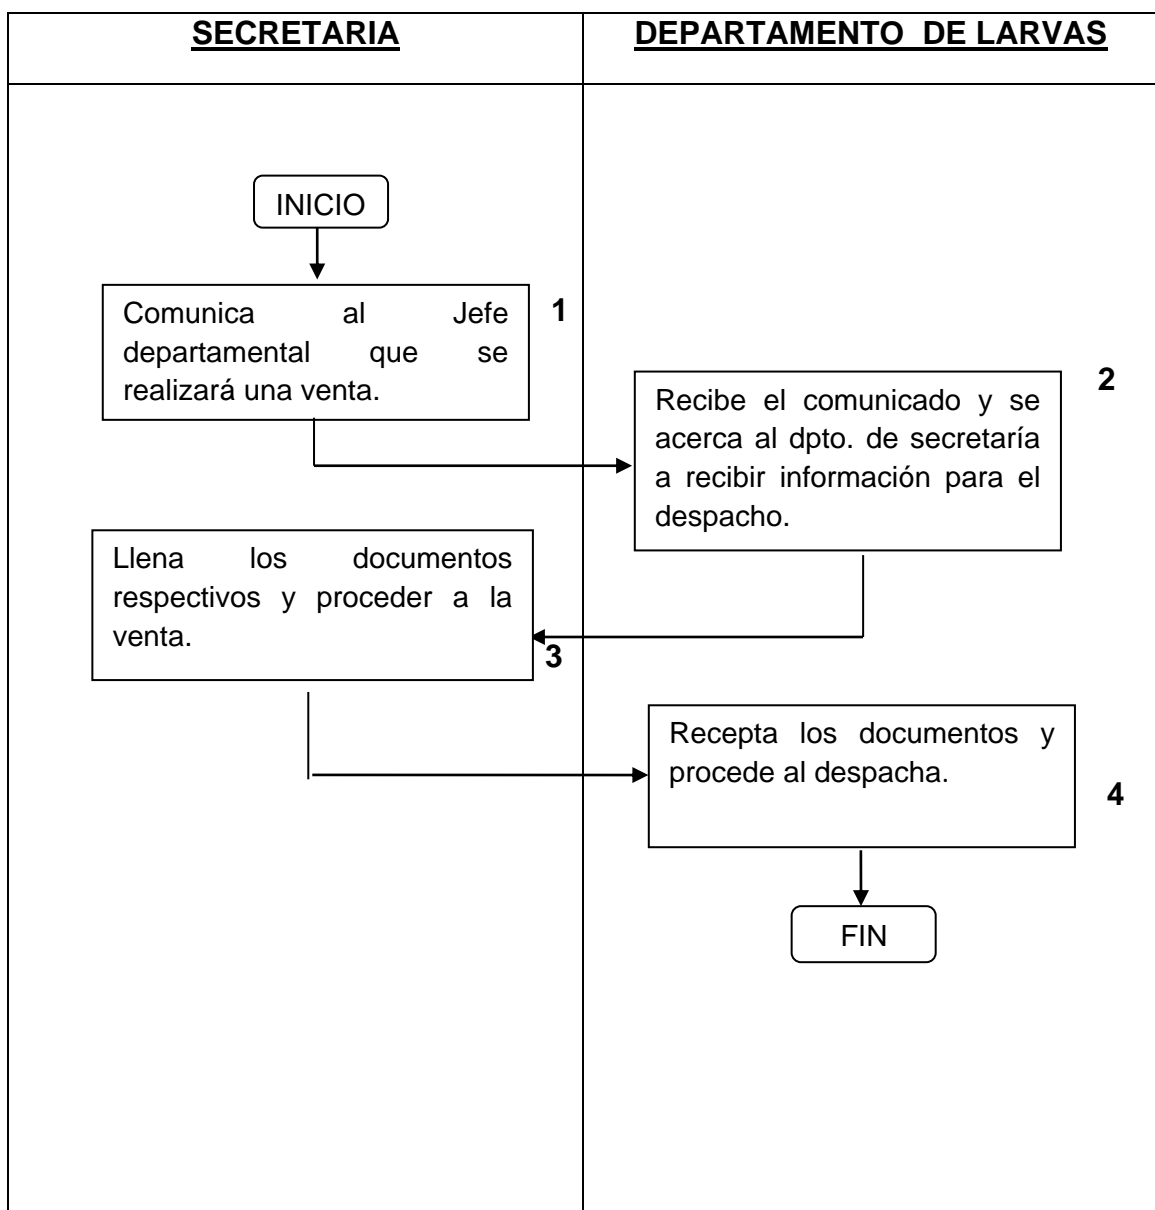 SECRETARIA
DEPARTAMENTO DE LARVAS
INICIO
Comunica al Jefe
departamental que se
realizará una venta.
1
Recibe el comunicado y se
acerca al dpto. de secretaría
a recibir información para el
despacho.
2
Llena los documentos
respectivos y proceder a la
venta.
3
Recepta los documentos y
procede al despacha.
4
FIN